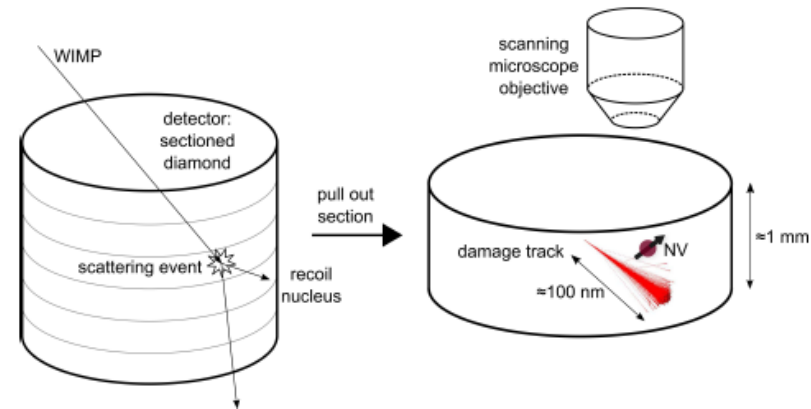 WIMP
detector:
sectioned
diamond
scattering event
recoil
nucleus
pull out
section
scanning
microscope
objective
damage track
NV
≈100 nm
≈1 mm